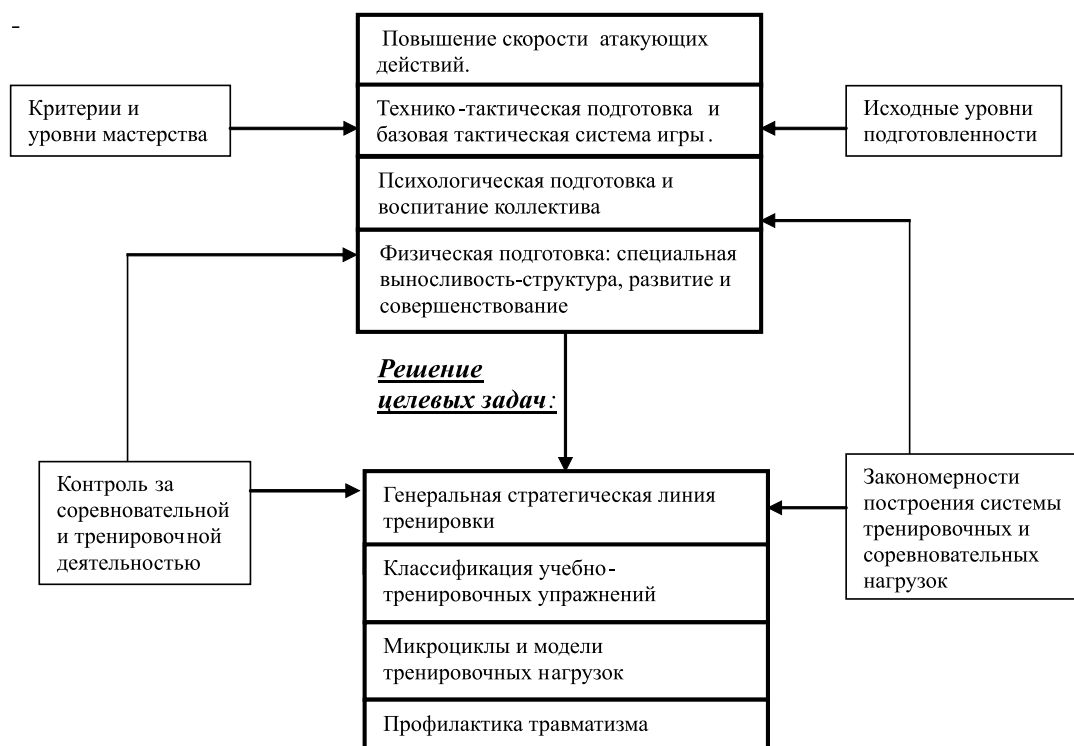 -
Повышение скорости атакующих
действий.
Критерии и
уровни мастерства
Технико-тактическая подготовка и
базовая тактическая система игры.
Исходные уровни
подготовленности
Психологическая подготовка и
воспитание коллектива
Физическая подготовка: специальная
выносливость-структура, развитие и
совершенствование
Решение
целевых задач:
Контроль за
соревновательной
и тренировочной
деятельностью
Генеральная стратегическая линия
тренировки
Закономерности
построения системы
тренировочных и
соревновательных
нагрузок
Классификация учебно-
тренировочных упражнений
Микроциклы и модели
тренировочных нагрузок
Профилактика травматизма